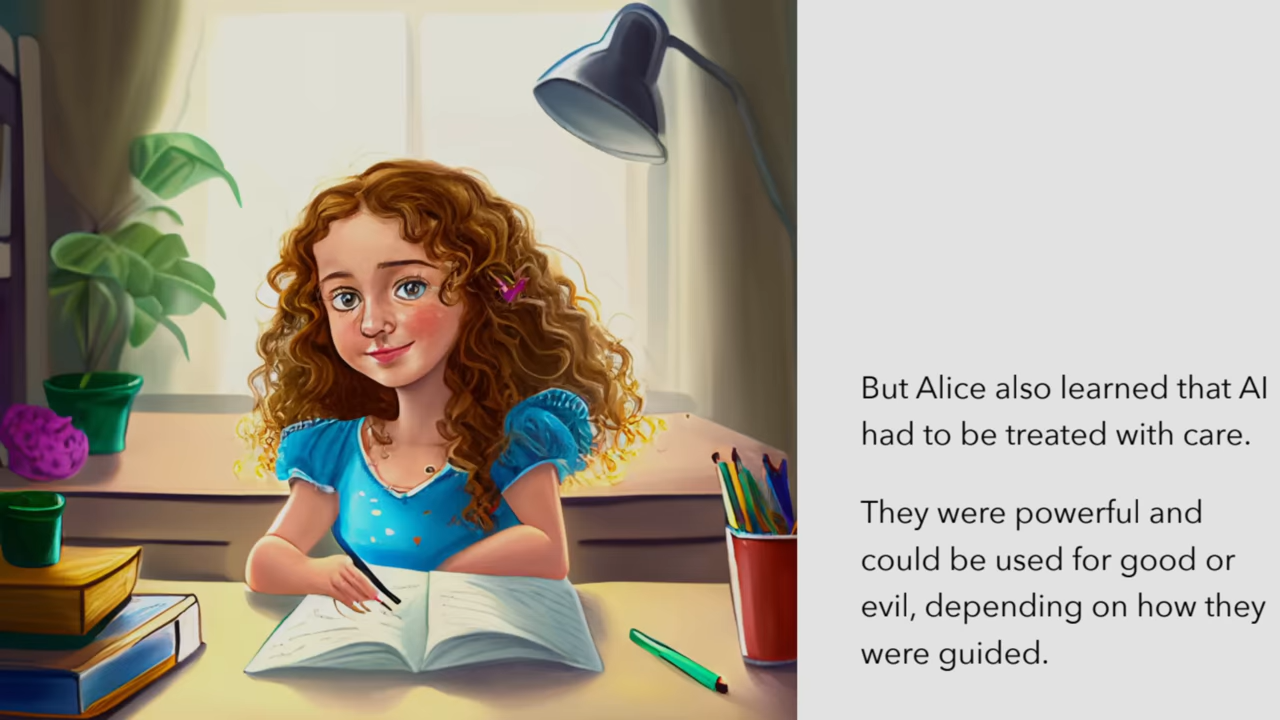 But Alice also learned that AI
had to be treated with care.
They were powerful and
could be used for good or
evil, depending on how they
were guided.